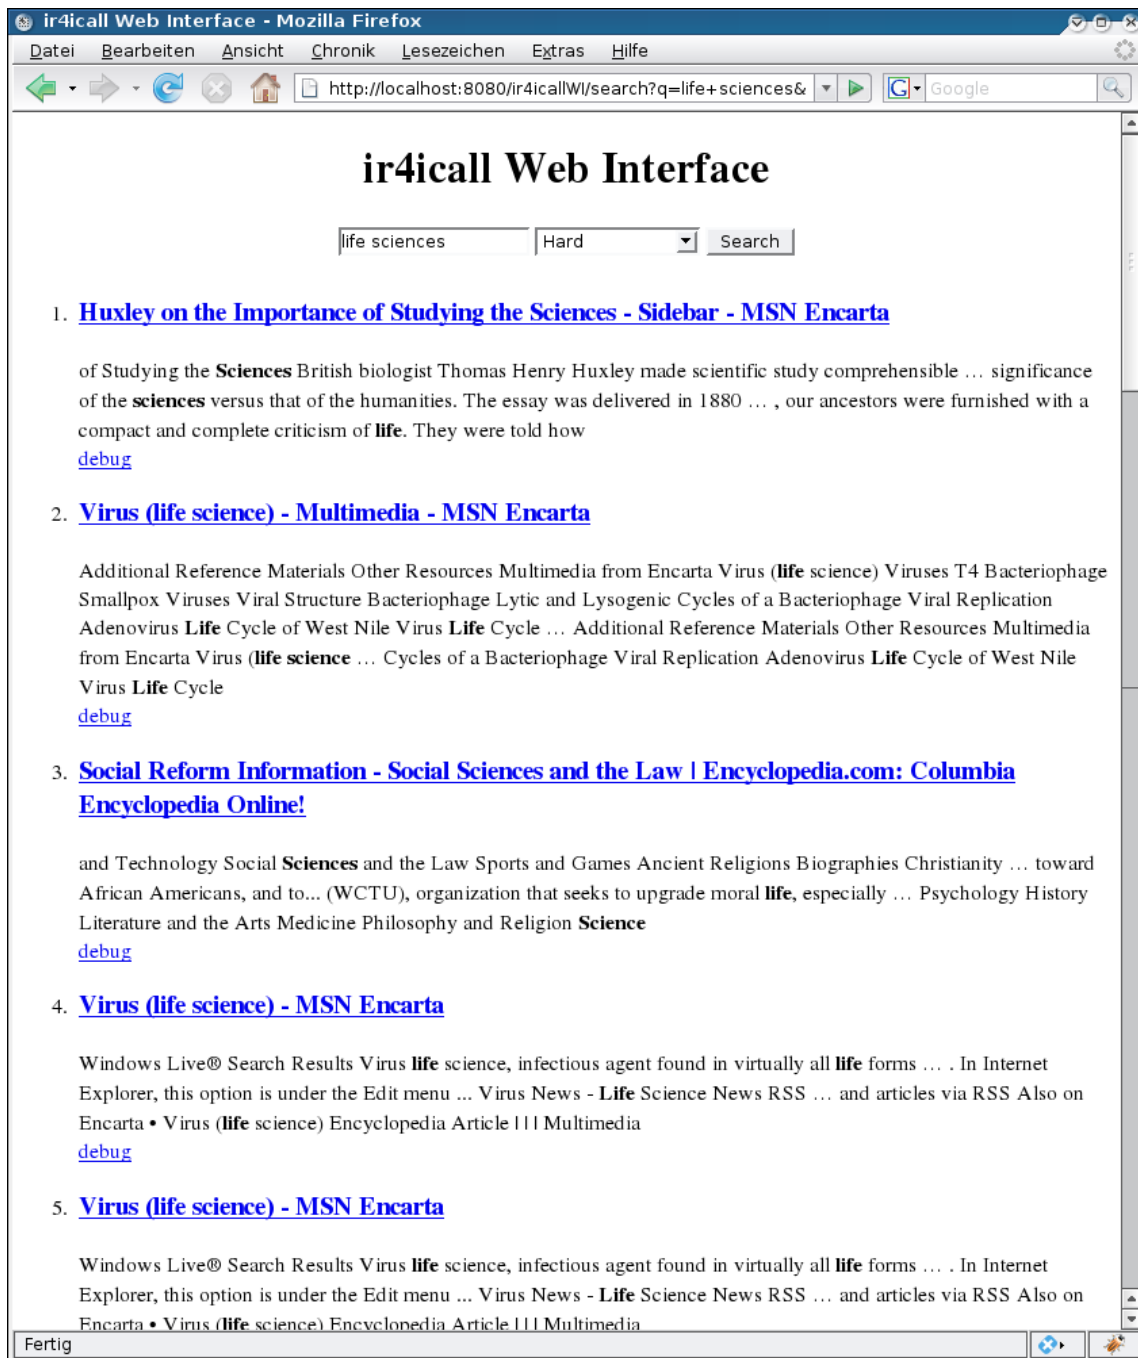 ir4icall Web Interface - Mozilla Firefox
Datei Bearbeiten Ansicht Chronik Lesezeichen Extras Hilfe
http://localhost:8080/ir4icallWI/search?q=life+sciences& G Google
ir4icall Web Interface
life sciences Hard Search
1. Huxley on the Importance of Studying the Sciences - Sidebar - MSN Encarta
of Studying the Sciences British biologist Thomas Henry Huxley made scientific study comprehensible … significance
of the sciences versus that of the humanities. The essay was delivered in 1880 … , our ancestors were furnished with a
compact and complete criticism of life. They were told how
debug
2. Virus (life science) - Multimedia - MSN Encarta
Additional Reference Materials Other Resources Multimedia from Encarta Virus (life science) Viruses T4 Bacteriophage
Smallpox Viruses Viral Structure Bacteriophage Lytic and Lysogenic Cycles of a Bacteriophage Viral Replication
Adenovirus Life Cycle of West Nile Virus Life Cycle … Additional Reference Materials Other Resources Multimedia
from Encarta Virus (life science … Cycles of a Bacteriophage Viral Replication Adenovirus Life Cycle of West Nile
Virus Life Cycle
debug
3. Social Reform Information - Social Sciences and the Law | Encyclopedia.com: Columbia
Encyclopedia Online!
and Technology Social Sciences and the Law Sports and Games Ancient Religions Biographies Christianity … toward
African Americans, and to... (WCTU), organization that seeks to upgrade moral life, especially … Psychology History
Literature and the Arts Medicine Philosophy and Religion Science
debug
4. Virus (life science) - MSN Encarta
Windows Live® Search Results Virus life science, infectious agent found in virtually all life forms … . In Internet
Explorer, this option is under the Edit menu ... Virus News - Life Science News RSS … and articles via RSS Also on
Encarta • Virus (life science) Encyclopedia Article | | | Multimedia
debug
5. Virus (life science) - MSN Encarta
Windows Live® Search Results Virus life science, infectious agent found in virtually all life forms … . In Internet
Explorer, this option is under the Edit menu ... Virus News - Life Science News RSS … and articles via RSS Also on
Encarta • Virus (life science) Encyclopedia Article | | | Multimedia
Fertig